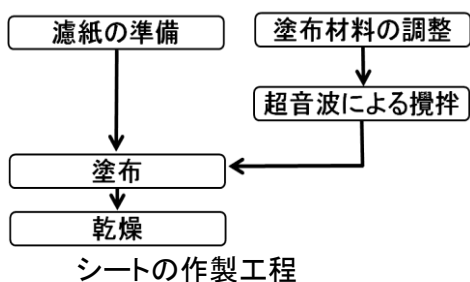 濾紙の準備
塗布材料の調整
超音波による攪拌
塗布
乾燥
シートの作製工程